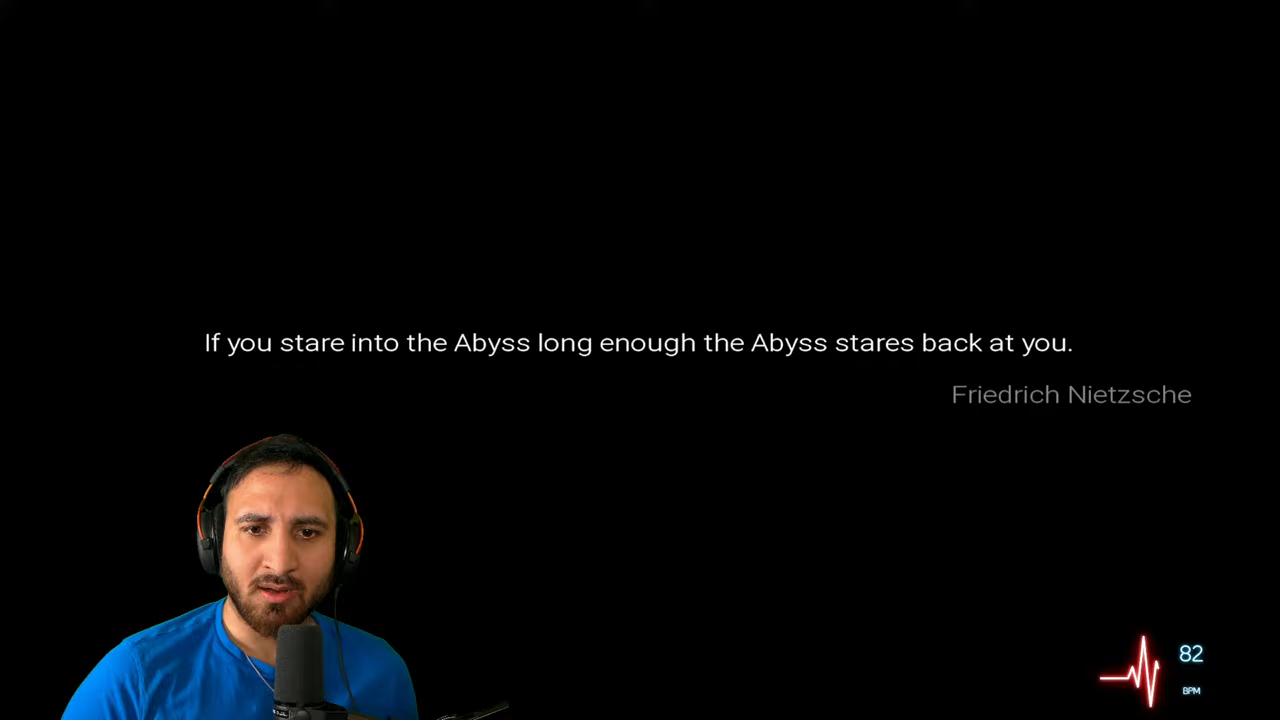 If you stare into the Abyss long enough the Abyss stares back at you.
Friedrich Nietzsche
82
BPM